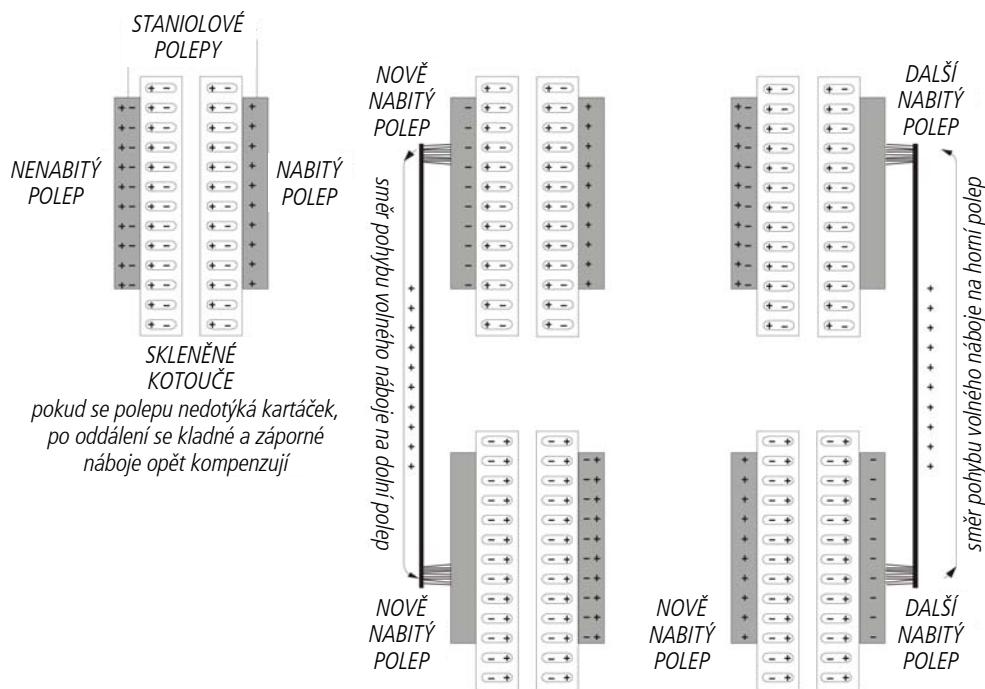 STANIOLOVÉ
POLEPY
NENABITÝ
POLEP
NABITÝ
POLEP
SKLENĚNÉ
KOTOUČE
pokud se polepu nedotýká kartáček,
po oddálení se kladné a záporné
náboje opět kompenzují
NOVĚ
NABITÝ
POLEP
směr pohybu volného náboje na dolní polep
NOVĚ
NABITÝ
POLEP
DALŠÍ
NABITÝ
POLEP
směr pohybu volného náboje na horní polep
NOVĚ
NABITÝ
POLEP
DALŠÍ
NABITÝ
POLEP